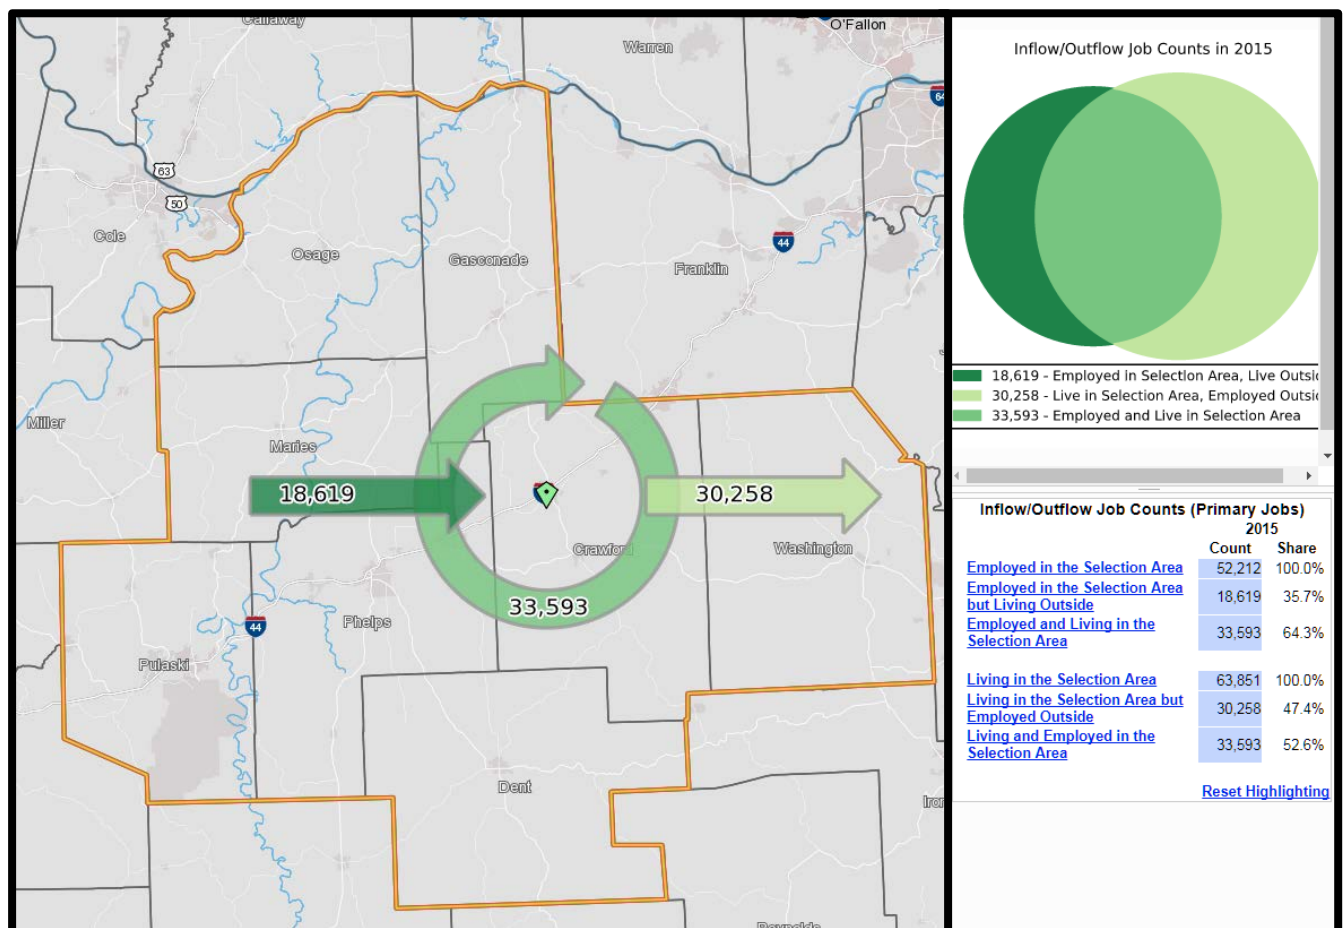 Callaway
Warren
O'Fallon
64
63
50
Cole
Osage
Gasconade
44
Franklin
Miller
Maries
18,619
30,258
Crawford
Washington
33,593
Phelps
44
Pulaski
Dent
Iron
Reynolds
Inflow/Outflow Job Counts in 2015
18,619 - Employed in Selection Area, Live Outsi
30,258 - Live in Selection Area, Employed Outsi
33,593 - Employed and Live in Selection Area
Inflow/Outflow Job Counts (Primary Jobs)
2015
Count Share
Employed in the Selection Area 52,212 100.0%
Employed in the Selection Area
but Living Outside 18,619 35.7%
Employed and Living in the
Selection Area 33,593 64.3%
Living in the Selection Area 63,851 100.0%
Living in the Selection Area but
Employed Outside 30,258 47.4%
Living and Employed in the
Selection Area 33,593 52.6%
Reset Highlighting